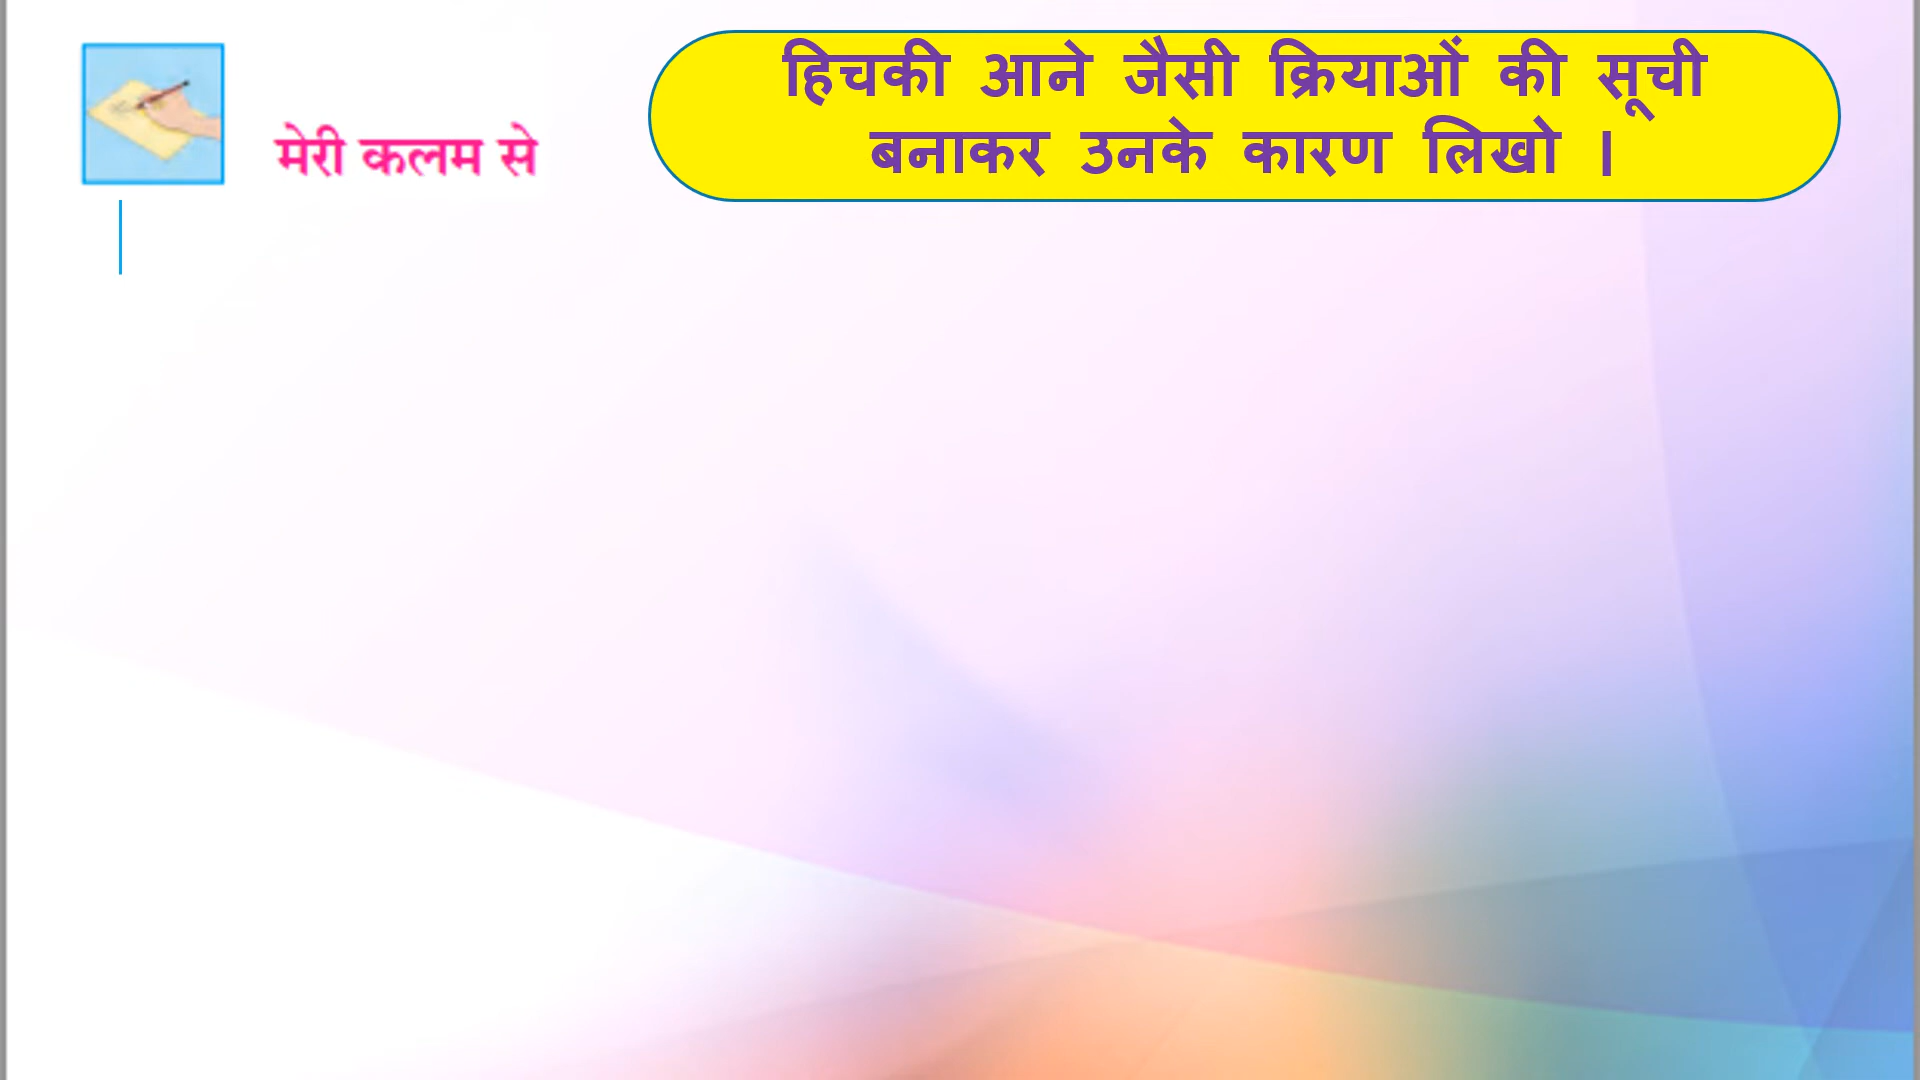 मेरी कलम से
हिचकी आने जैसी क्रियाओं की सूची
बनाकर उनके कारण लिखो ।